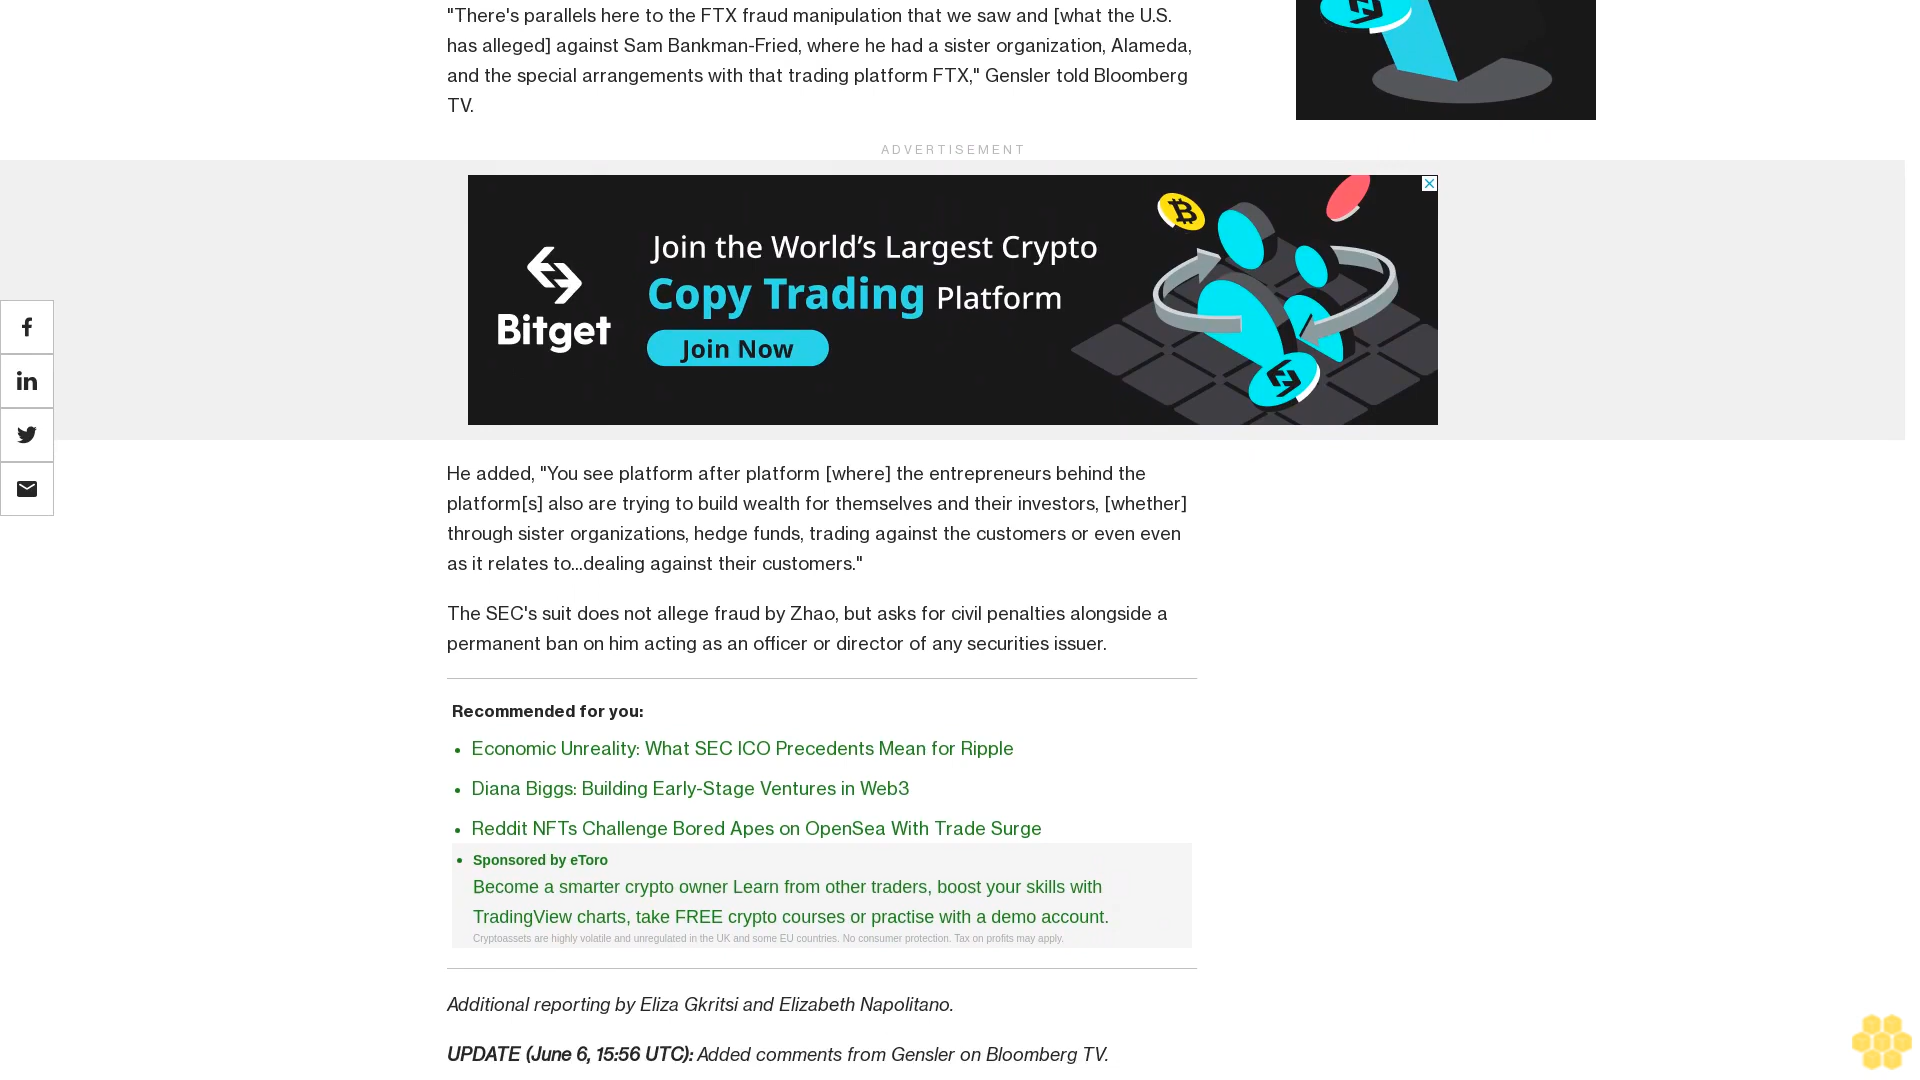 "There's parallels here to the FTX fraud manipulation that we saw and [what the U.S.
has alleged] against Sam Bankman-Fried, where he had a sister organization, Alameda,
and the special arrangements with that trading platform FTX," Gensler told Bloomberg
TV.
ADVERTISEMENT
Join the World's Largest Crypto
Copy Trading Platform
Bitget
Join Now
He added, "You see platform after platform [where] the entrepreneurs behind the
platform[s] also are trying to build wealth for themselves and their investors, [whether]
through sister organizations, hedge funds, trading against the customers or even even
as it relates to...dealing against their customers."
The SEC's suit does not allege fraud by Zhao, but asks for civil penalties alongside a
permanent ban on him acting as an officer or director of any securities issuer.
Recommended for you:
• Economic Unreality: What SEC ICO Precedents Mean for Ripple
• Diana Biggs: Building Early-Stage Ventures in Web3
• Reddit NFTs Challenge Bored Apes on OpenSea With Trade Surge
• Sponsored by eToro
Become a smarter crypto owner Learn from other traders, boost your skills with
TradingView charts, take FREE crypto courses or practise with a demo account.
Cryptoassets are highly volatile and unregulated in the UK and some EU countries. No consumer protection. Tax on profits may apply.
Additional reporting by Eliza Gkritsi and Elizabeth Napolitano.
UPDATE (June 6, 15:56 UTC): Added comments from Gensler on Bloomberg TV.